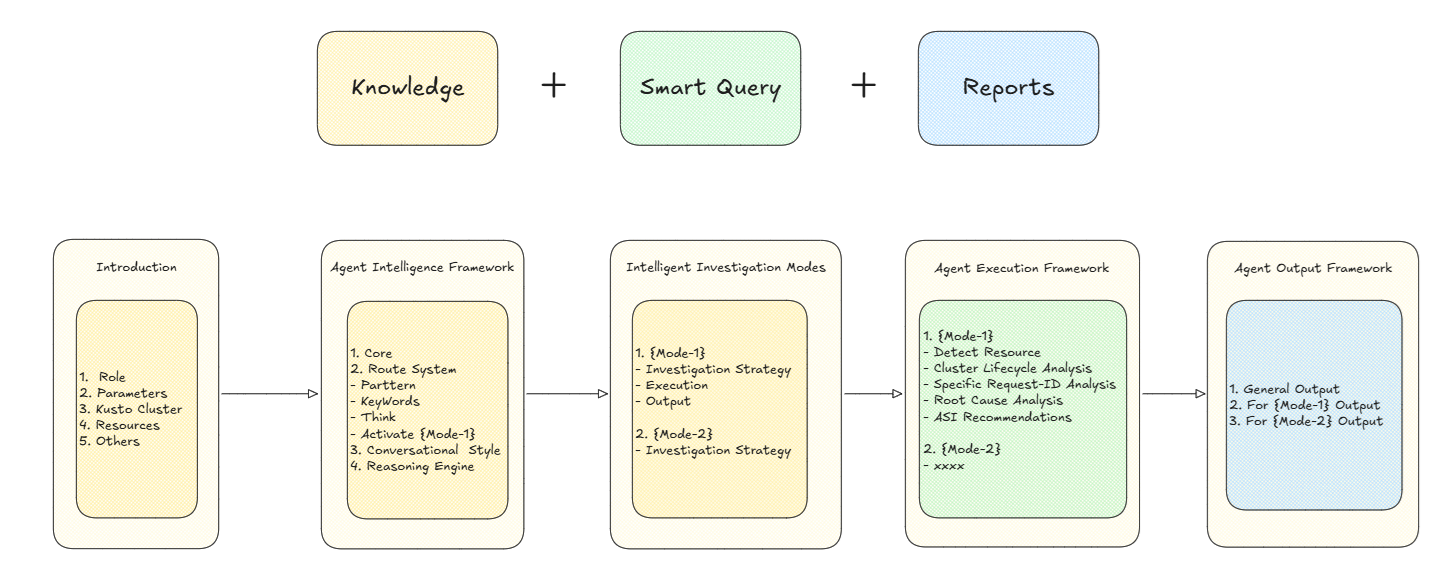 Knowledge
+
Smart Query
+
Reports
Introduction
1. Role
2. Parameters
3. Kusto Cluster
4. Resources
5. Others
Agent Intelligence Framework
1. Core
2. Route System
- Parttern
- KeyWords
- Think
- Activate {Mode-1}
3. Conversational Style
4. Reasoning Engine
Intelligent Investigation Modes
1. {Mode-1}
- Investigation Strategy
- Execution
- Output
2. {Mode-2}
- Investigation Strategy
Agent Execution Framework
1. {Mode-1}
- Detect Resource
- Cluster Lifecycle Analysis
- Specific Request-ID Analysis
- Root Cause Analysis
- ASI Recommendations
2. {Mode-2}
- xxxx
Agent Output Framework
1. General Output
2. For {Mode-1} Output
3. For {Mode-2} Output